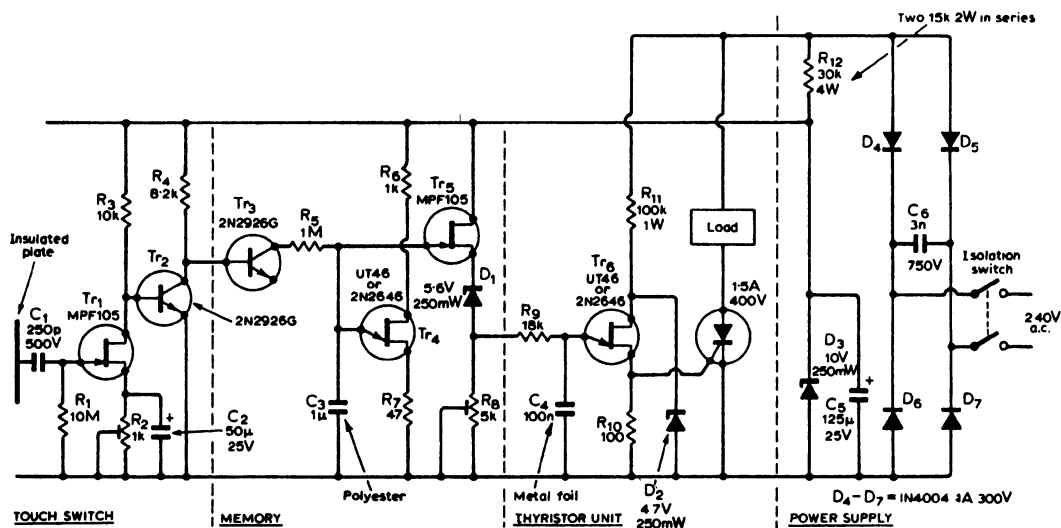 Two 15k 2W in series
R12
30k
4W
D4
D5
R3
10k
R4
8·2k
Tr3
2N2926G
R5
1M
R6
1k
Tr5
MPF105
R11
100k
1W
Load
C6
3n
750V
Isolation
switch
240V
a.c.
Insulated
plate
Tr2
2N2926G
C1
250p
500V
Tr1
MPF105
UT46
or
2N2646
Tr4
5·6V
250mW
D1
R9
18k
Tr6
UT46
or
2N2646
1·5A
400V
D3
10V
250mW
C5
125μ
25V
D6
D7
R1
10M
R2
1k
C2
50μ
25V
C3
1μ
R7
47
R8
5k
C4
100n
R10
100
Polyester
Metal foil
D2
4·7V
250mW
D4–D7 = IN4004 1A 300V
TOUCH SWITCH
MEMORY
THYRISTOR UNIT
POWER SUPPLY